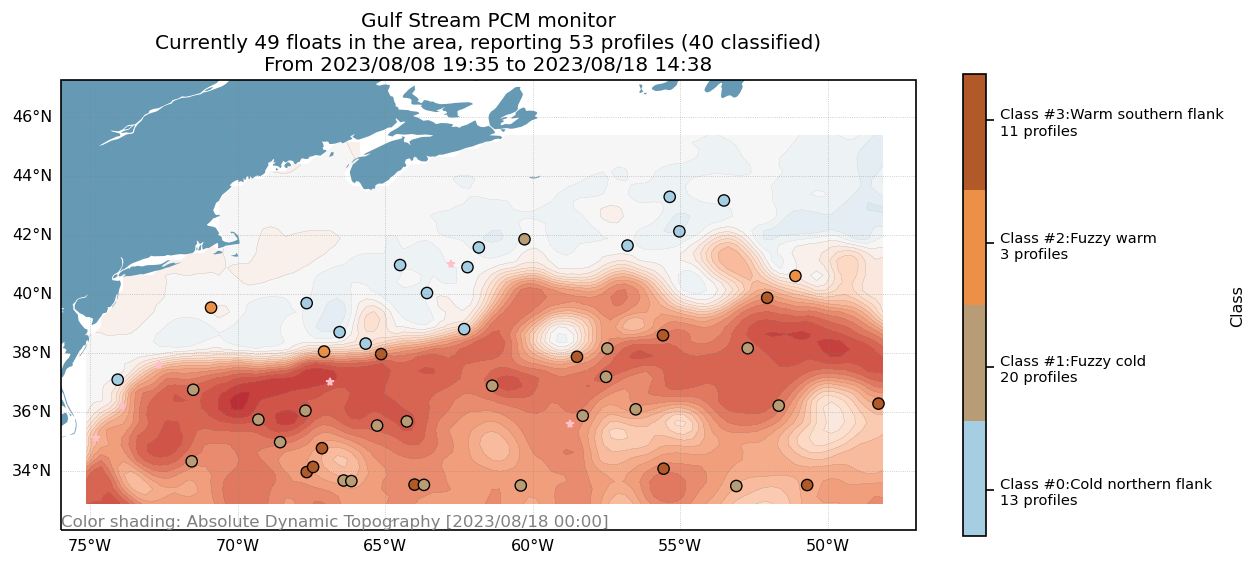 Gulf Stream PCM monitor
Currently 49 floats in the area, reporting 53 profiles (40 classified)
From 2023/08/08 19:35 to 2023/08/18 14:38
46°N
44°N
42°N
40°N
38°N
36°N
34°N
Color shading: Absolute Dynamic Topography [2023/08/18 00:00]
75°W
70°W
65°W
60°W
55°W
50°W
Class #3:Warm southern flank
11 profiles
Class #2:Fuzzy warm
3 profiles
Class #1:Fuzzy cold
20 profiles
Class #0:Cold northern flank
13 profiles
Class